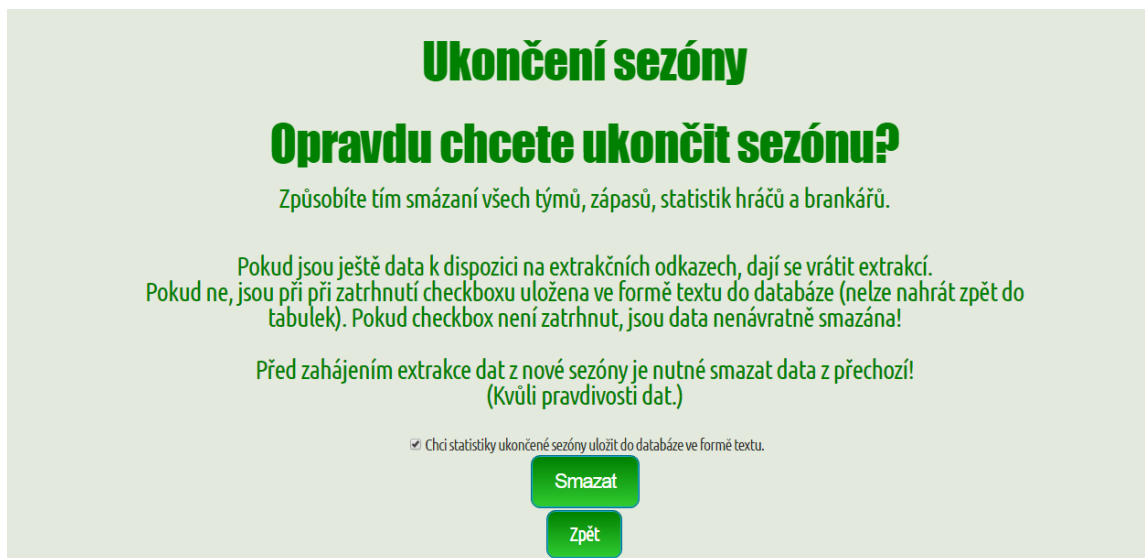 Ukončení sezóny
Opravdu chcete ukončit sezónu?
Způsobíte tím smázaní všech týmů, zápasů, statistik hráčů a brankářů.
Pokud jsou ještě data k dispozici na extrakčních odkazech, dají se vrátit extrakcí.
Pokud ne, jsou při při zatrhnutí checkboxu uložena ve formě textu do databáze (nelze nahrát zpět do
tabulek). Pokud checkbox není zatrhnut, jsou data nenávratně smazána!
Před zahájením extrakce dat z nové sezóny je nutné smazat data z přechozí!
(Kvůli pravdivosti dat.)
Chci statistiky ukončené sezóny uložit do databáze ve formě textu.
Smazat
Zpět